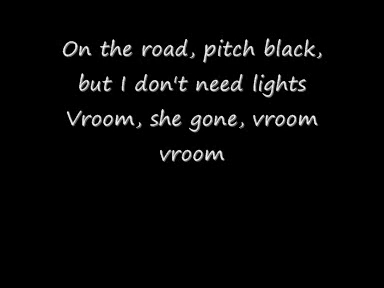 On the road, pitch black,
but I don't need lights
Vroom, she gone, vroom
vroom